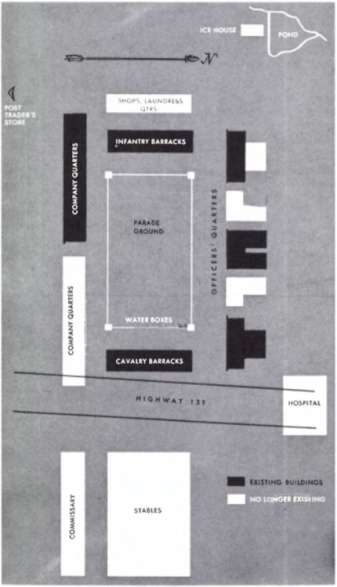 ICE HOUSE
POND
N
POST
TRADER'S
STORE
SHOPS, LAUNDRESS
QTRS.
INFANTRY BARRACKS
COMPANY QUARTERS
PARADE
GROUND
OFFICERS' QUARTERS
WATER BOXES
COMPANY QUARTERS
CAVALRY BARRACKS
HIGHWAY
HOSPITAL
COMMISSARY
STABLES
EXISTING BUILDINGS
NO LONGER EXISTING